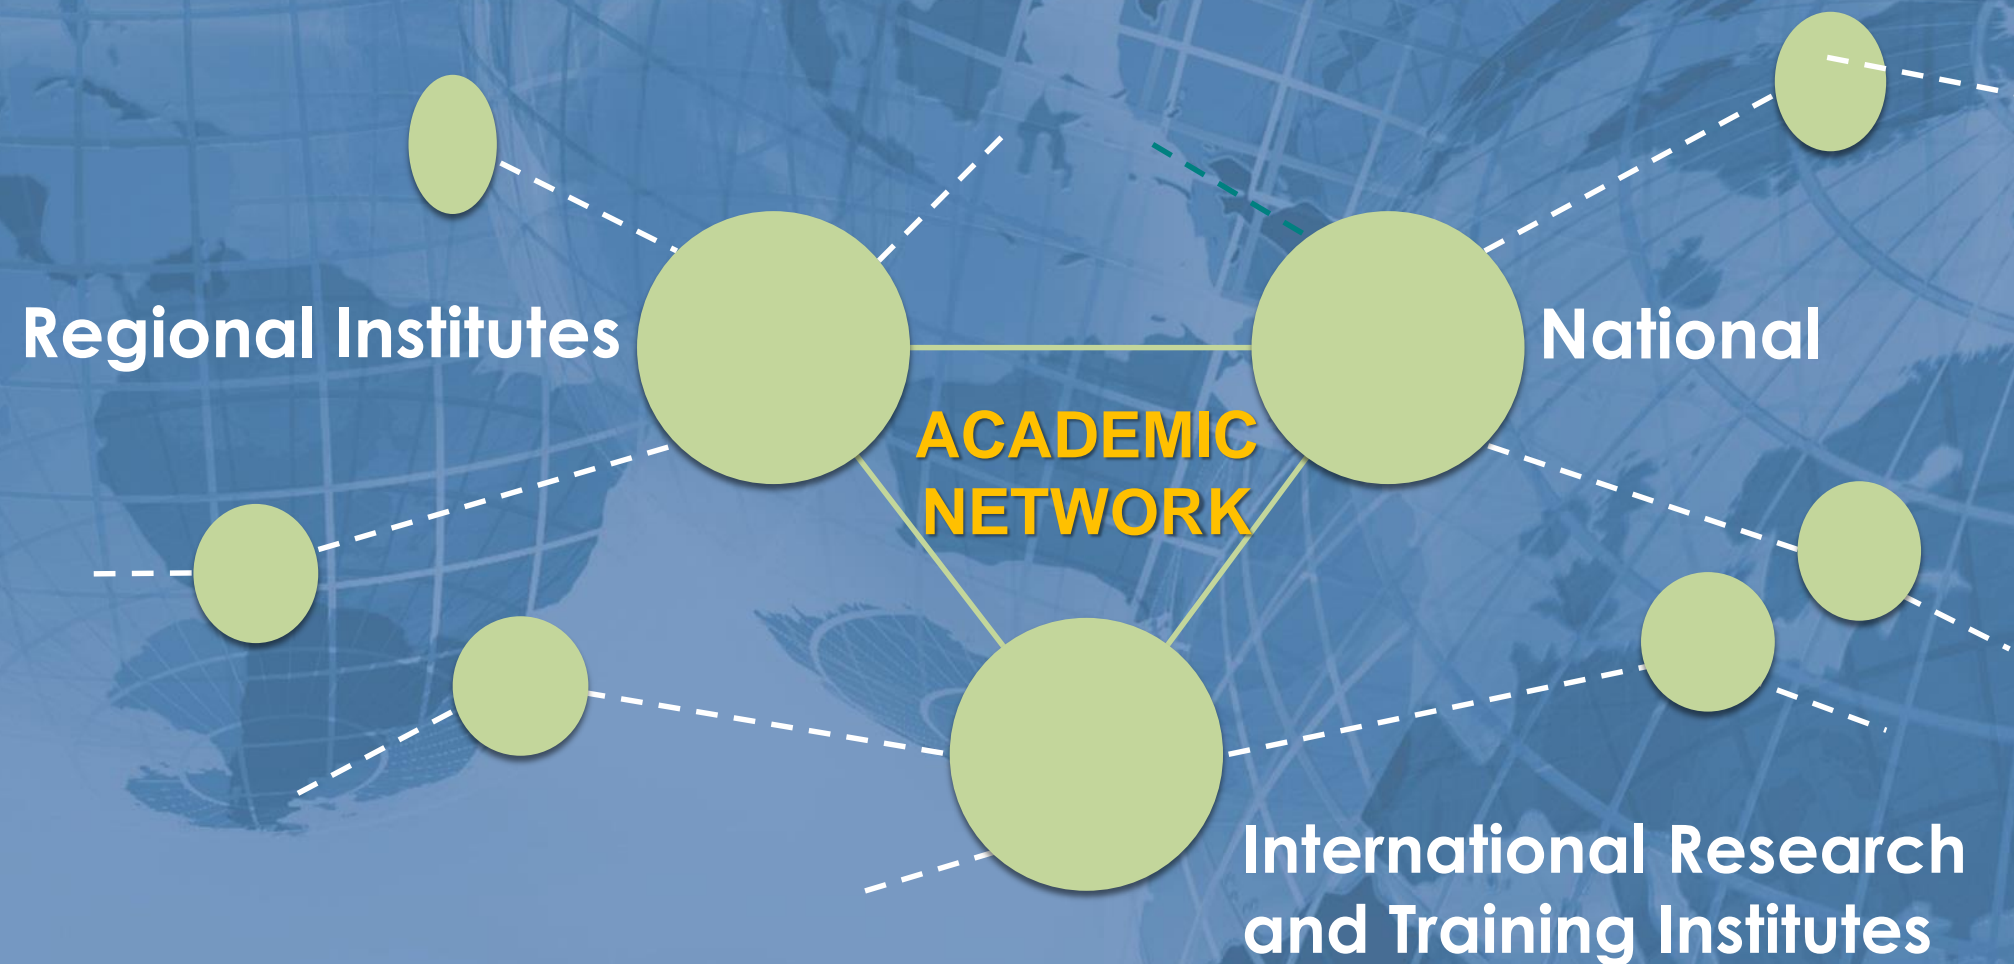 Regional Institutes
National
ACADEMIC
NETWORK
International Research
and Training Institutes